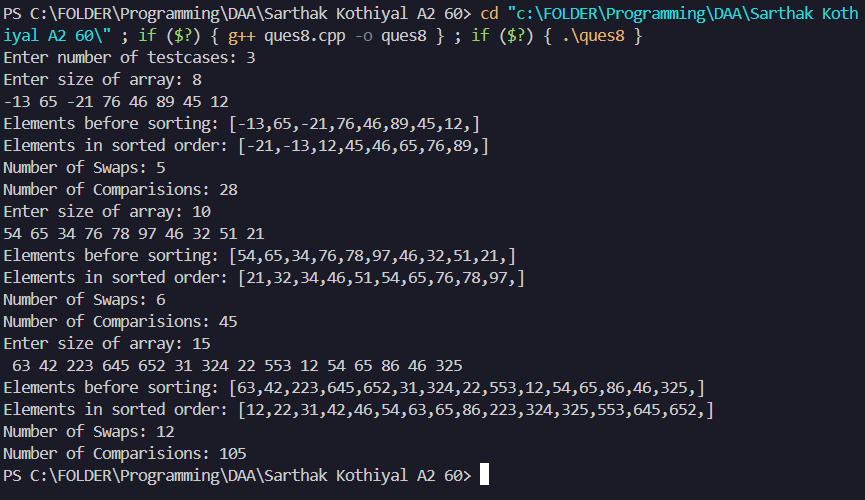 PS C:\FOLDER\Programming\DAA\Sarthak Kothiyal A2 60> cd "c:\FOLDER\Programming\DAA\Sarthak Koth
iyal A2 60\" ; if ($?) { g++ ques8.cpp -o ques8 } ; if ($?) { .\ques8 }
Enter number of testcases: 3
Enter size of array: 8
-13 65 -21 76 46 89 45 12
Elements before sorting: [-13,65,-21,76,46,89,45,12,]
Elements in sorted order: [-21,-13,12,45,46,65,76,89,]
Number of Swaps: 5
Number of Comparisions: 28
Enter size of array: 10
54 65 34 76 78 97 46 32 51 21
Elements before sorting: [54,65,34,76,78,97,46,32,51,21,]
Elements in sorted order: [21,32,34,46,51,54,65,76,78,97,]
Number of Swaps: 6
Number of Comparisions: 45
Enter size of array: 15
 63 42 223 645 652 31 324 22 553 12 54 65 86 46 325
Elements before sorting: [63,42,223,645,652,31,324,22,553,12,54,65,86,46,325,]
Elements in sorted order: [12,22,31,42,46,54,63,65,86,223,324,325,553,645,652,]
Number of Swaps: 12
Number of Comparisions: 105
PS C:\FOLDER\Programming\DAA\Sarthak Kothiyal A2 60>